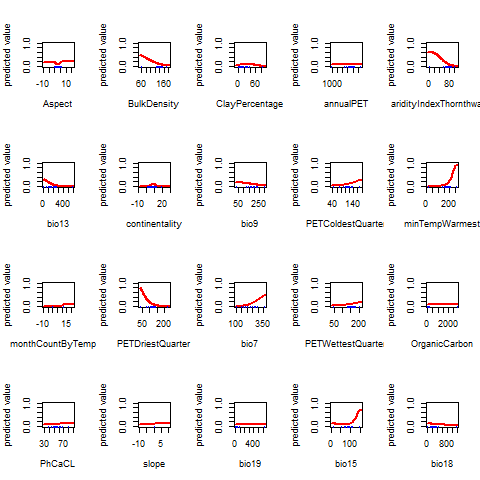 predicted value 0.0 1.0 -10 10 Aspect
predicted value 0.0 1.0 60 160 BulkDensity
predicted value 0.0 1.0 0 60 ClayPercentage
predicted value 0.0 1.0 1000 annualPET
predicted value 0.0 1.0 0 80 aridityIndexThornthwa
predicted value 0.0 1.0 0 400 bio13
predicted value 0.0 1.0 -10 20 continentality
predicted value 0.0 1.0 50 250 bio9
predicted value 0.0 1.0 40 140 PETColdestQuarte
predicted value 0.0 1.0 0 200 minTempWarmest
predicted value 0.0 1.0 -10 15 monthCountByTemp
predicted value 0.0 1.0 50 200 PETDriestQuarter
predicted value 0.0 1.0 100 350 bio7
predicted value 0.0 1.0 50 200 PETWettestQuarte
predicted value 0.0 1.0 0 2000 OrganicCarbon
predicted value 0.0 1.0 30 70 PhCaCL
predicted value 0.0 1.0 -10 5 slope
predicted value 0.0 1.0 0 400 bio19
predicted value 0.0 1.0 0 100 bio15
predicted value 0.0 1.0 0 800 bio18